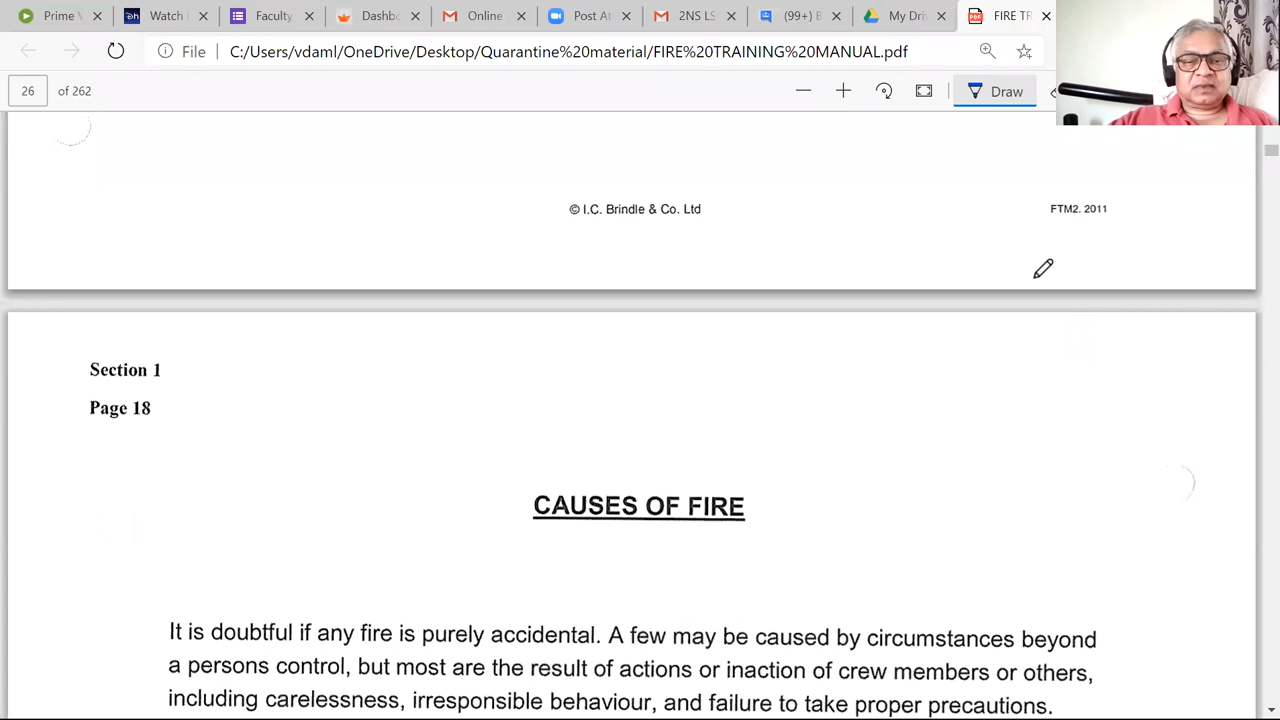 Prime V
Watch
Faculty
Dashb
Online
Post At
2NS
(99+)
My Dri
FIRE TR
File
C:/Users/vdaml/OneDrive/Desktop/Quarantine%20material/FIRE%20TRAINING%20MANUAL.pdf
26 of 262
Draw
© I.C. Brindle & Co. Ltd
FTM2. 2011
Section 1
Page 18
CAUSES OF FIRE
It is doubtful if any fire is purely accidental. A few may be caused by circumstances beyond
a persons control, but most are the result of actions or inaction of crew members or others,
including carelessness, irresponsible behaviour, and failure to take proper precautions.